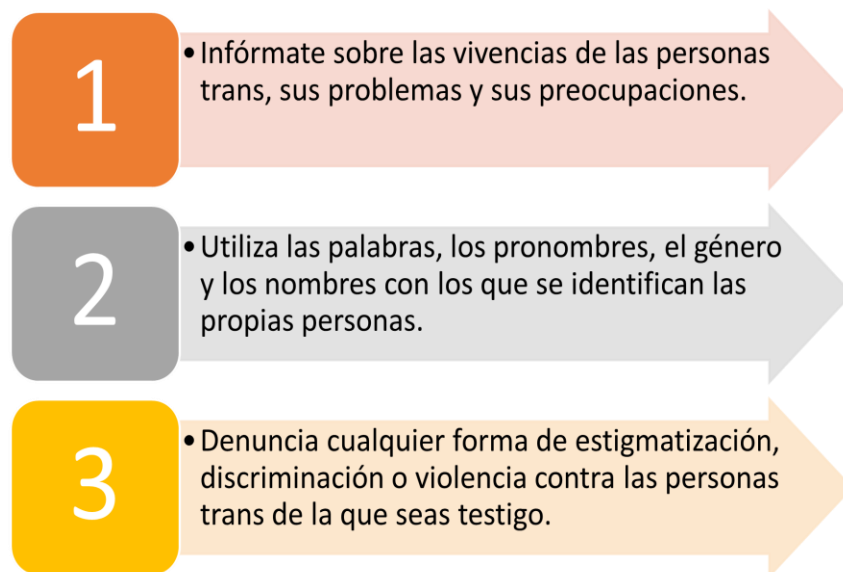 1
• Infórmate sobre las vivencias de las personas
trans, sus problemas y sus preocupaciones.
2
• Utiliza las palabras, los pronombres, el género
y los nombres con los que se identifican las
propias personas.
3
• Denuncia cualquier forma de estigmatización,
discriminación o violencia contra las personas
trans de la que seas testigo.